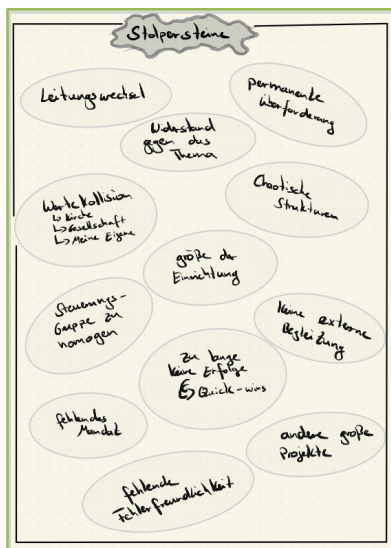 Stolpersteine
Leitungswechsel
permanente
überforderung
Widerstand
gegen das
Thema
Chaotische
Strukturen
Wertekollision
↳ Kirche
↳ Gesellschaft
↳ Meine Eigene
größe der
Einrichtung
Steuerungs-
Gruppe zu
homogen
keine externe
Begleitung
Zu lange
keine Erfolge
↳ Quick-wins
fehlendes
Mandat
andere große
Projekte
fehlende
Fehlerfreundlichkeit